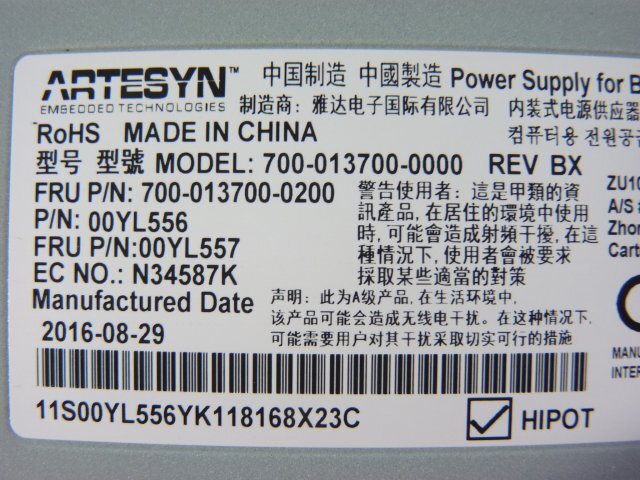 ARTESYN™
EMBEDDED TECHNOLOGIES
中国制造 中國製造 Power Supply for B
制造商：雅达电子国际有限公司 内装式电源供应器
RoHS MADE IN CHINA 컴퓨터용 전원공급
型号 型號 MODEL: 700-013700-0000 REV BX
FRU P/N: 700-013700-0200
P/N: 00YL556
FRU P/N:00YL557
EC NO.: N34587K
Manufactured Date
2016-08-29
警告使用者：這是甲類的資
訊產品,在居住的環境中使用
時,可能會造成射頻干擾,在這
種情況下,使用者會被要求
採取某些適當的對策
声明：此为A级产品,在生活环境中,
该产品可能会造成无线电干扰。在这种情况下,
可能需要用户对其干扰采取切实可行的措施
ZU10
A/S
Zhon
Cart
MANU
INTER
11S00YL556YK118168X23C
HIPOT